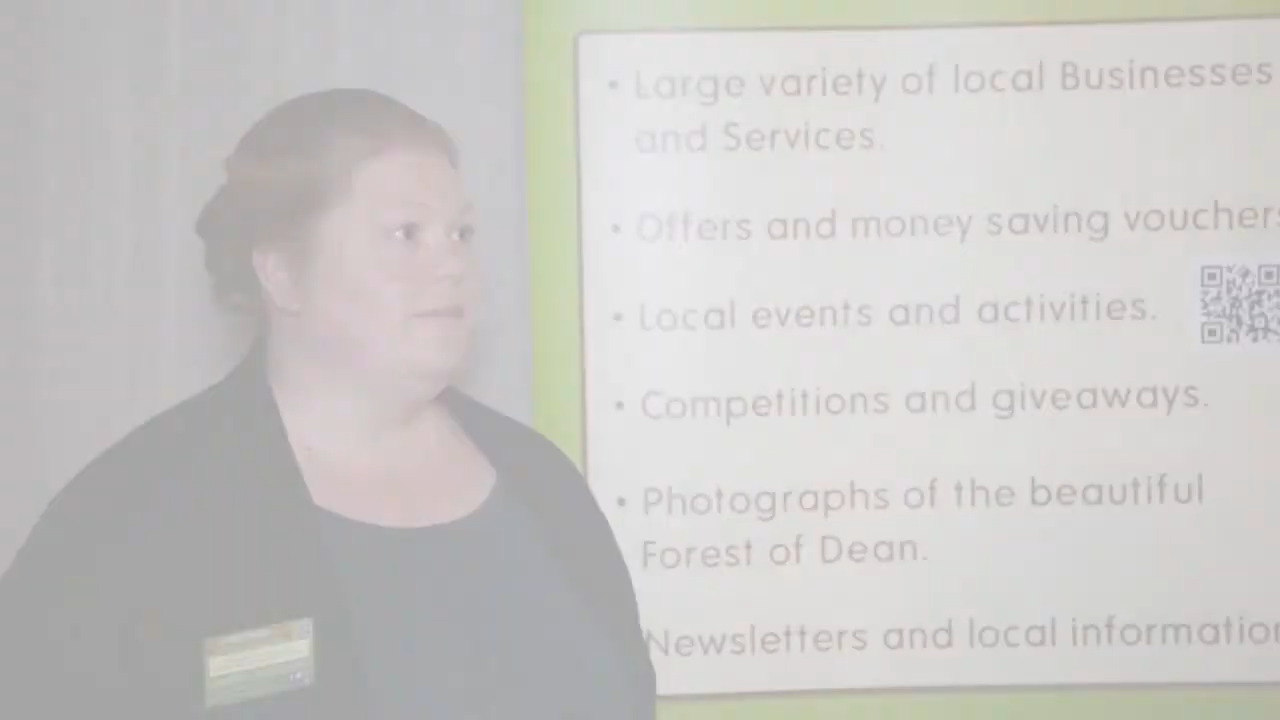 • Large variety of local Businesses
and Services.
• Offers and money saving voucher
• Local events and activities.
• Competitions and giveaways.
• Photographs of the beautiful
Forest of Dean.
Newsletters and local informatio